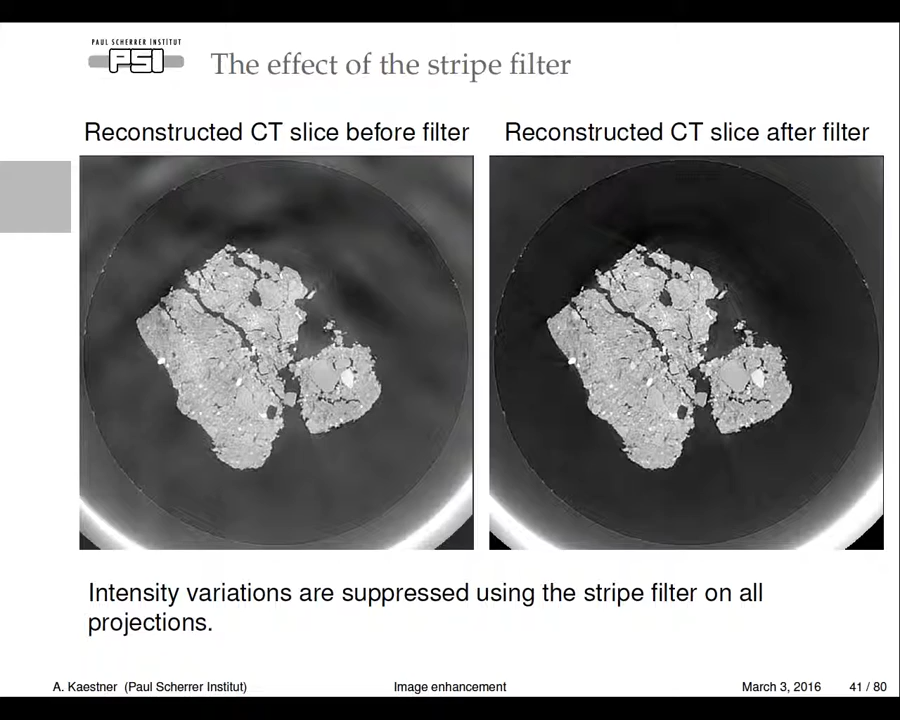 PAUL SCHERRER INSTITUT
PSI
The effect of the stripe filter
Reconstructed CT slice before filter
Reconstructed CT slice after filter
Intensity variations are suppressed using the stripe filter on all
projections.
A. Kaestner (Paul Scherrer Institut)
Image enhancement
March 3, 2016
41 / 80